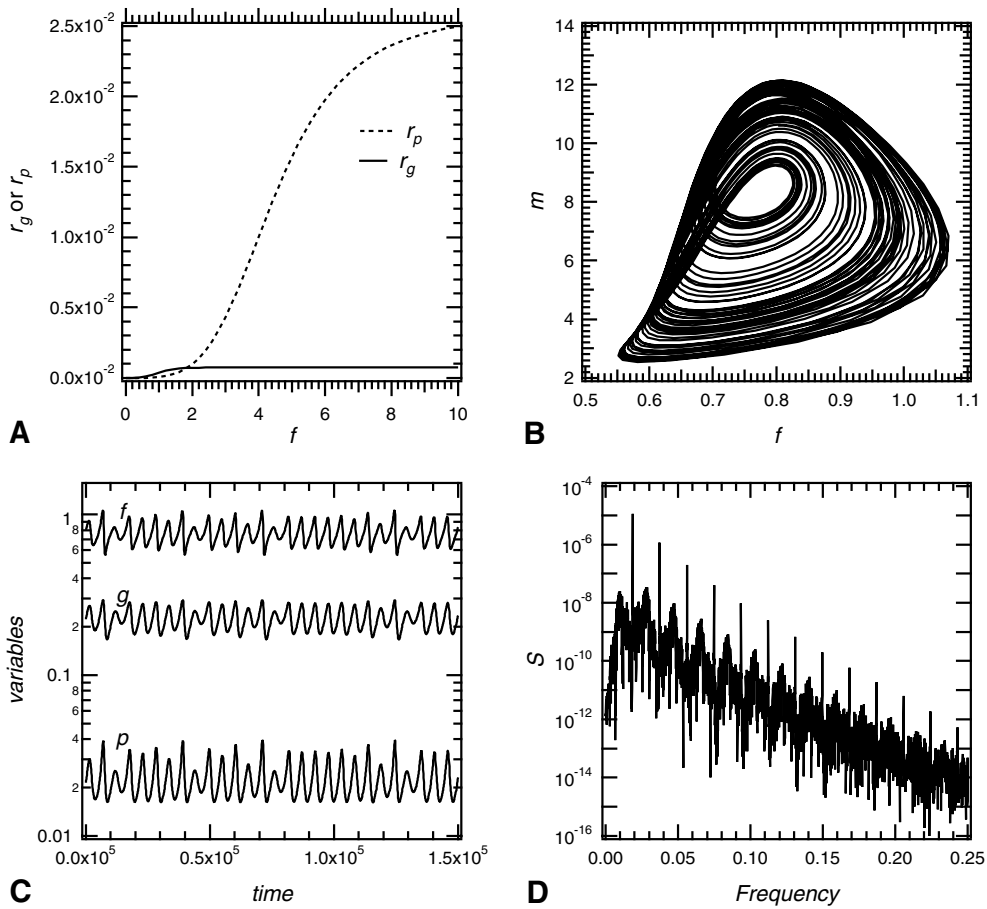 2.5x10-2
2.0x10-2
1.5x10-2
1.0x10-2
0.5x10-2
0.0x10-2
rg or rp
rp
rg
0 2 4 6 8 10
f
A
14
12
10
8
6
4
2
m
0.5 0.6 0.7 0.8 0.9 1.0 1.1
f
B
1
8
6
4
2
0.1
8
6
4
2
0.01
variables
f
g
p
0.0x10^5 0.5x10^5 1.0x10^5 1.5x10^5
time
C
10-4
10-6
10-8
10-10
10-12
10-14
10-16
S
0.00 0.05 0.10 0.15 0.20 0.25
Frequency
D